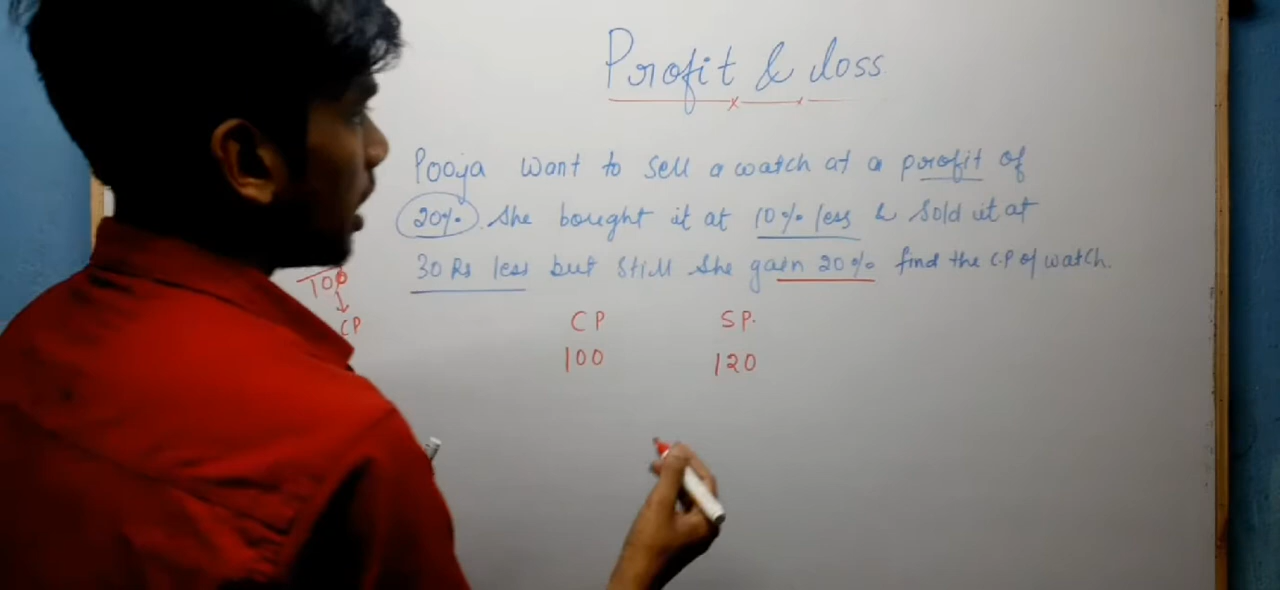 Profit & loss
Pooja want to sell a watch at a profit of
20%. She bought it at 10% less & sold it at
30 Rs less but still she gain 20% find the C.P of watch.
100
CP
CP SP.
100 120